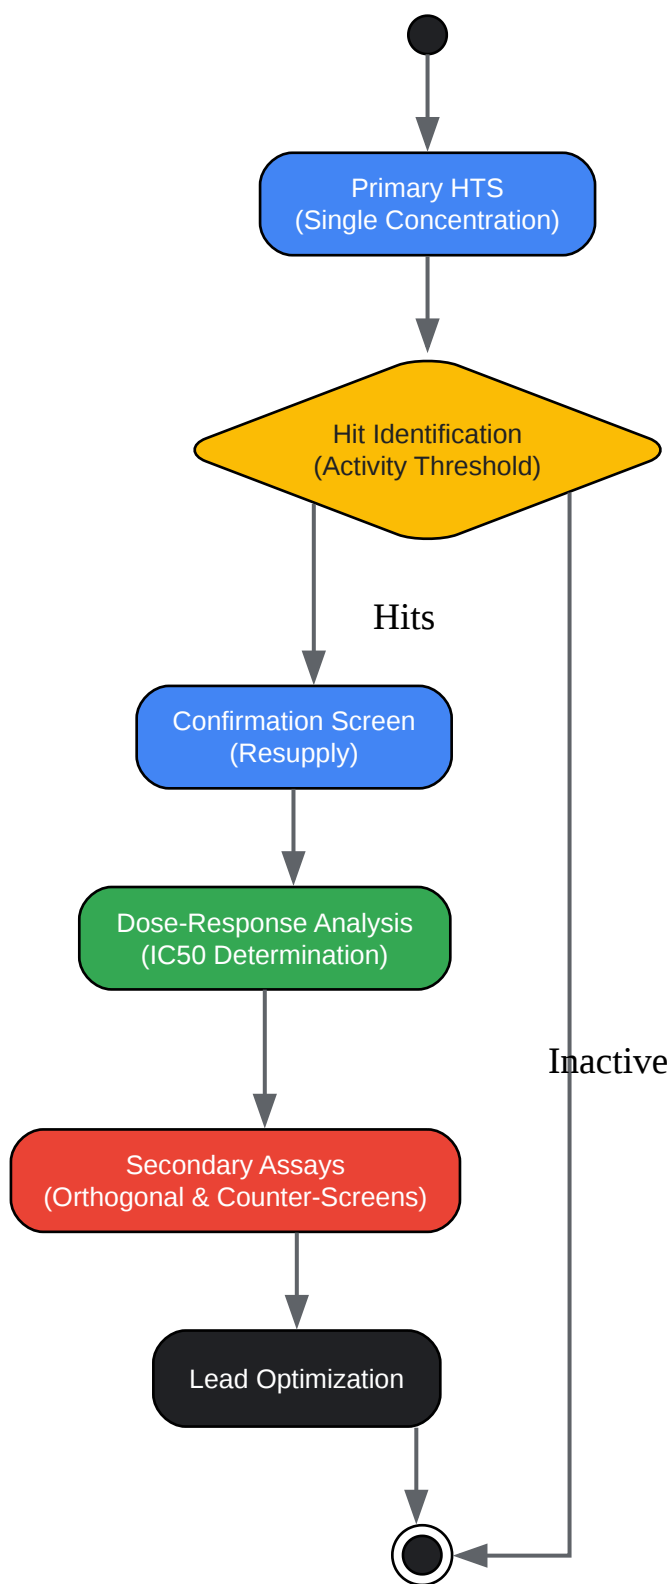 Primary HTS
(Single Concentration)
Hit Identification
(Activity Threshold)
Hits
Confirmation Screen
(Resupply)
Dose-Response Analysis
(IC50 Determination)
Inactive
Secondary Assays
(Orthogonal & Counter-Screens)
Lead Optimization